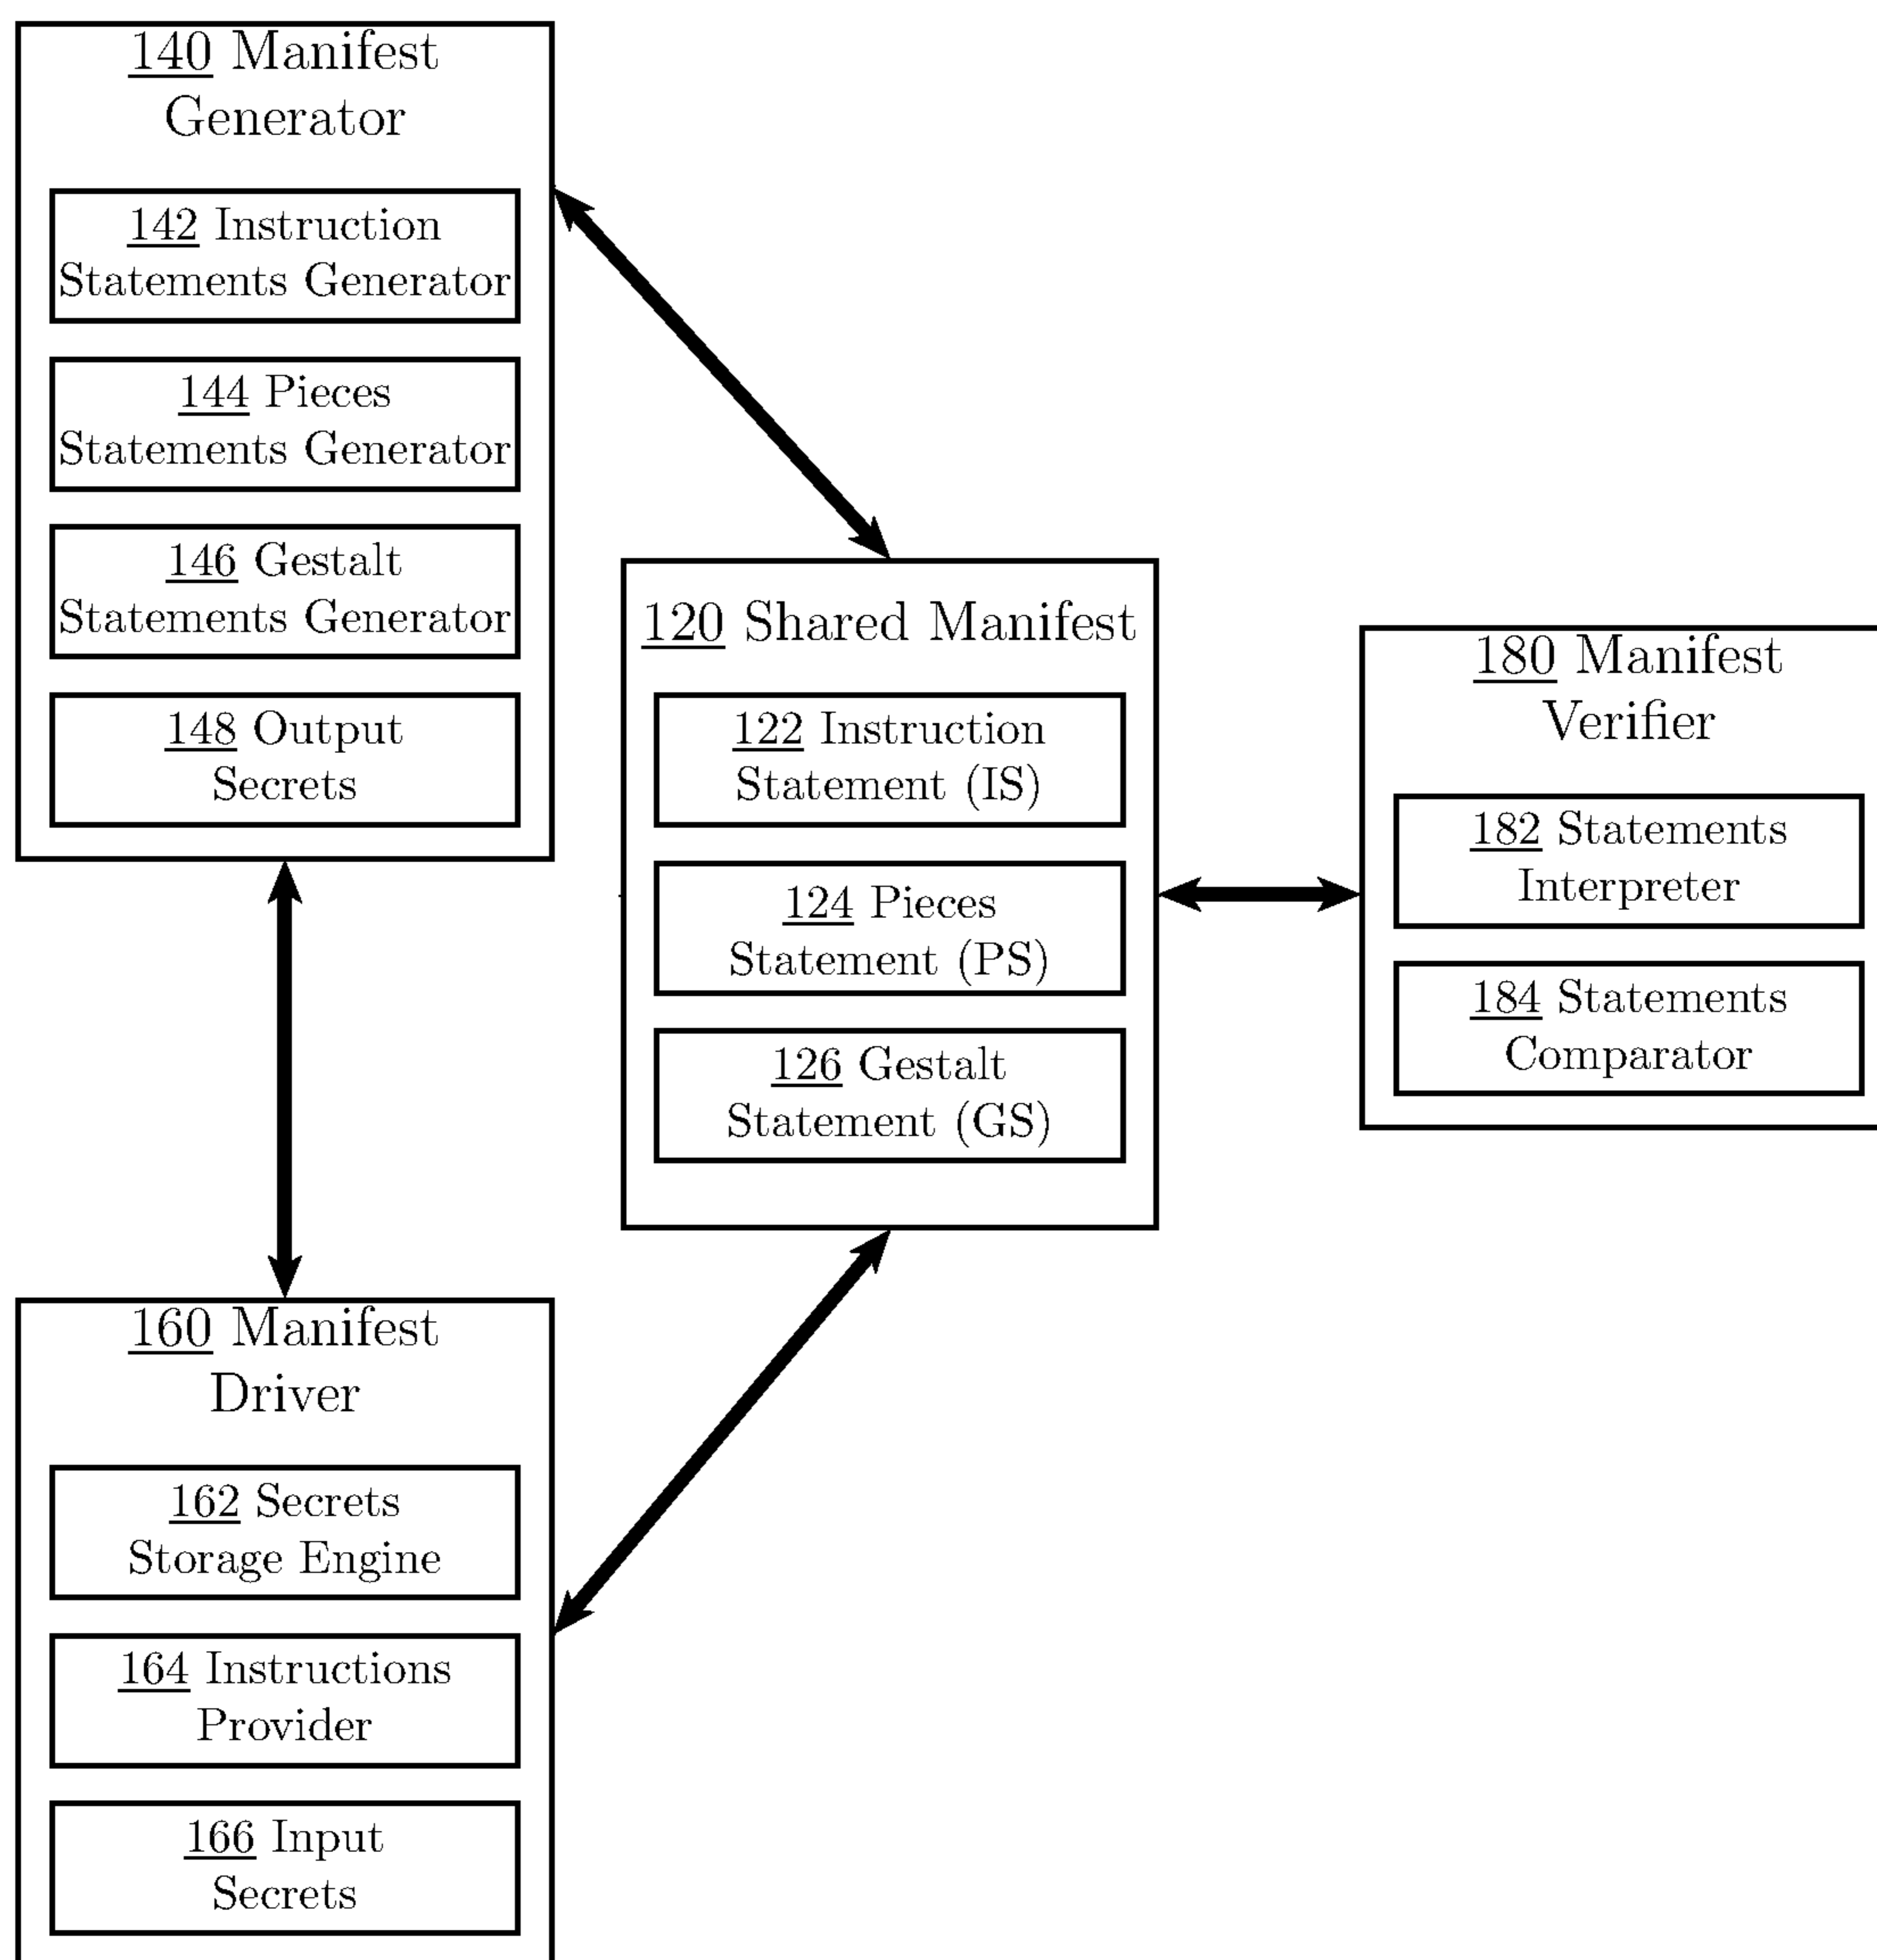 140 Manifest
Generator
142 Instruction
Statements Generator
144 Pieces
Statements Generator
146 Gestalt
Statements Generator
148 Output
Secrets
120 Shared Manifest
122 Instruction
Statement (IS)
124 Pieces
Statement (PS)
126 Gestalt
Statement (GS)
180 Manifest
Verifier
182 Statements
Interpreter
184 Statements
Comparator
160 Manifest
Driver
162 Secrets
Storage Engine
164 Instructions
Provider
166 Input
Secrets